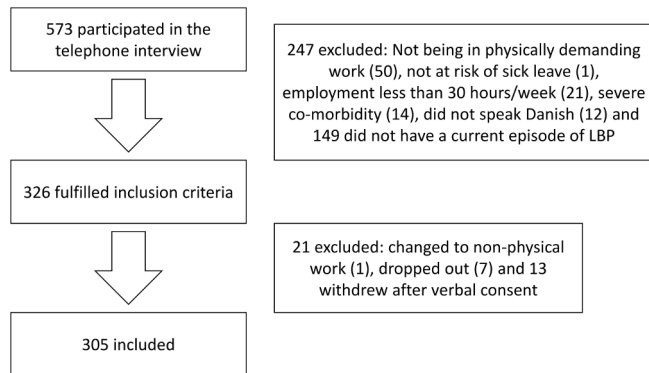 573 participated in the
telephone interview
247 excluded: Not being in physically demanding
work (50), not at risk of sick leave (1),
employment less than 30 hours/week (21), severe
co-morbidity (14), did not speak Danish (12) and
149 did not have a current episode of LBP
326 fulfilled inclusion criteria
21 excluded: changed to non-physical
work (1), dropped out (7) and 13
withdrew after verbal consent
305 included